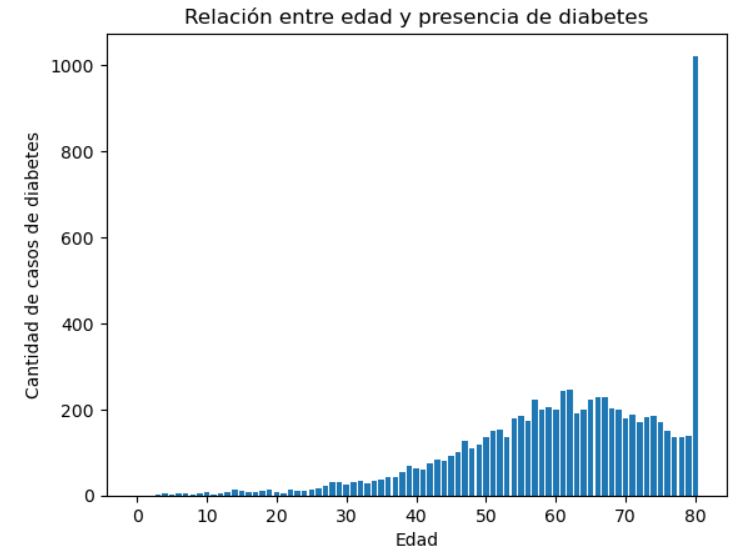 Relación entre edad y presencia de diabetes
Cantidad de casos de diabetes
1000
800
600
400
200
0
0 10 20 30 40 50 60 70 80
Edad